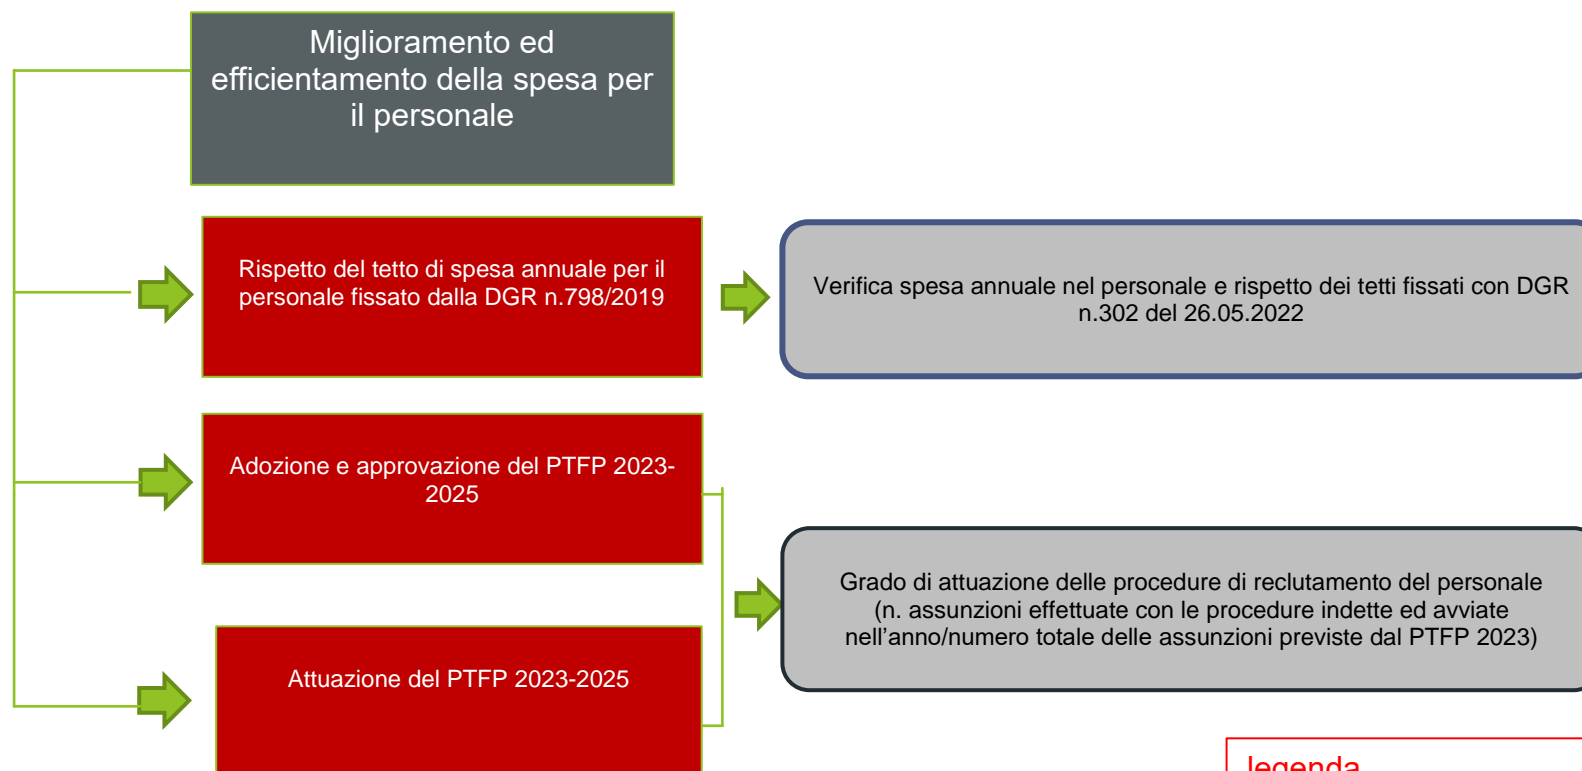 Miglioramento ed
efficientamento della spesa per
il personale
Rispetto del tetto di spesa annuale per il
personale fissato dalla DGR n.798/2019
Verifica spesa annuale nel personale e rispetto dei tetti fissati con DGR
n.302 del 26.05.2022
Adozione e approvazione del PTFP 2023-
2025
Grado di attuazione delle procedure di reclutamento del personale
(n. assunzioni effettuate con le procedure indette ed avviate
nell’anno/numero totale delle assunzioni previste dal PTFP 2023)
Attuazione del PTFP 2023-2025
legenda